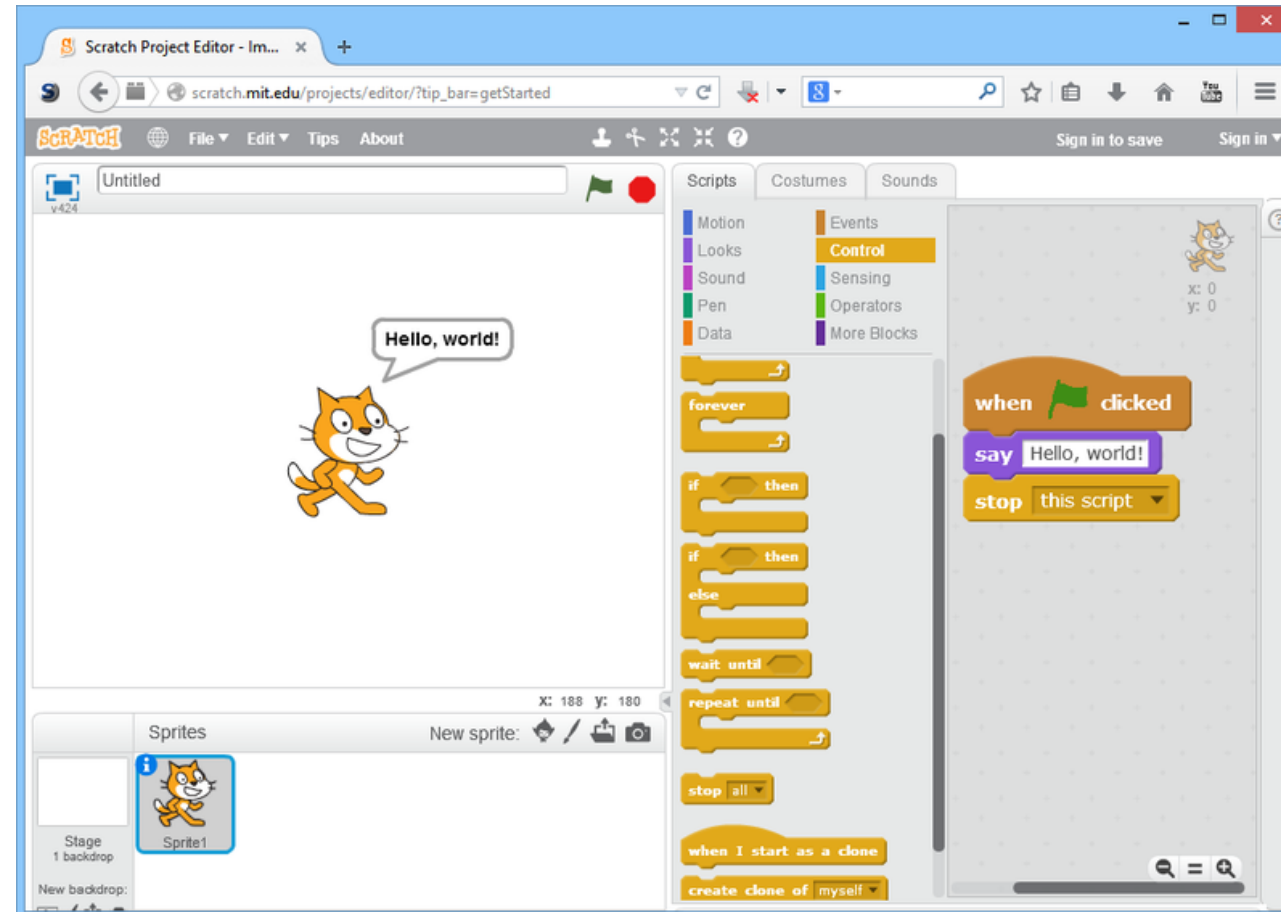 Scratch Project Editor - Im...
scratch.mit.edu/projects/editor/?tip_bar=getStarted
8
You
Tube
SCRATCH File Edit Tips About
Sign in to save Sign in
v424
Untitled
Scripts Costumes Sounds
Motion Events
Looks Control
Sound Sensing
Pen Operators
Data More Blocks
x: 0
y: 0
Hello, world!
forever
if then
if then
else
wait until
repeat until
stop all
when I start as a clone
create clone of myself
when clicked
say Hello, world!
stop this script
X: 188 y: 180
Sprites New sprite:
Stage
1 backdrop
Sprite1
New backdrop: